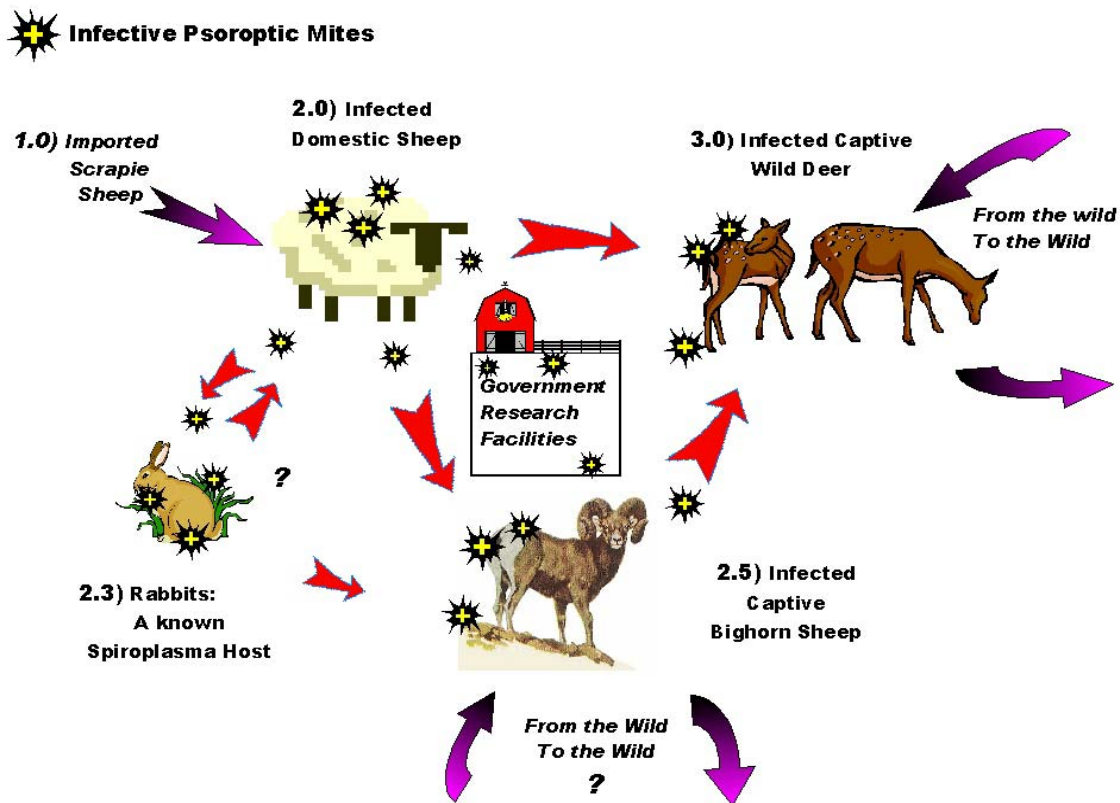 Infective Psoroptic Mites
1.0) Imported
Scrapie
Sheep
2.0) Infected
Domestic Sheep
3.0) Infected Captive
Wild Deer
From the wild
To the Wild
Government
Research
Facilities
?
2.3) Rabbits:
A known
Spiroplasma Host
2.5) Infected
Captive
Bighorn Sheep
From the Wild
To the Wild
?